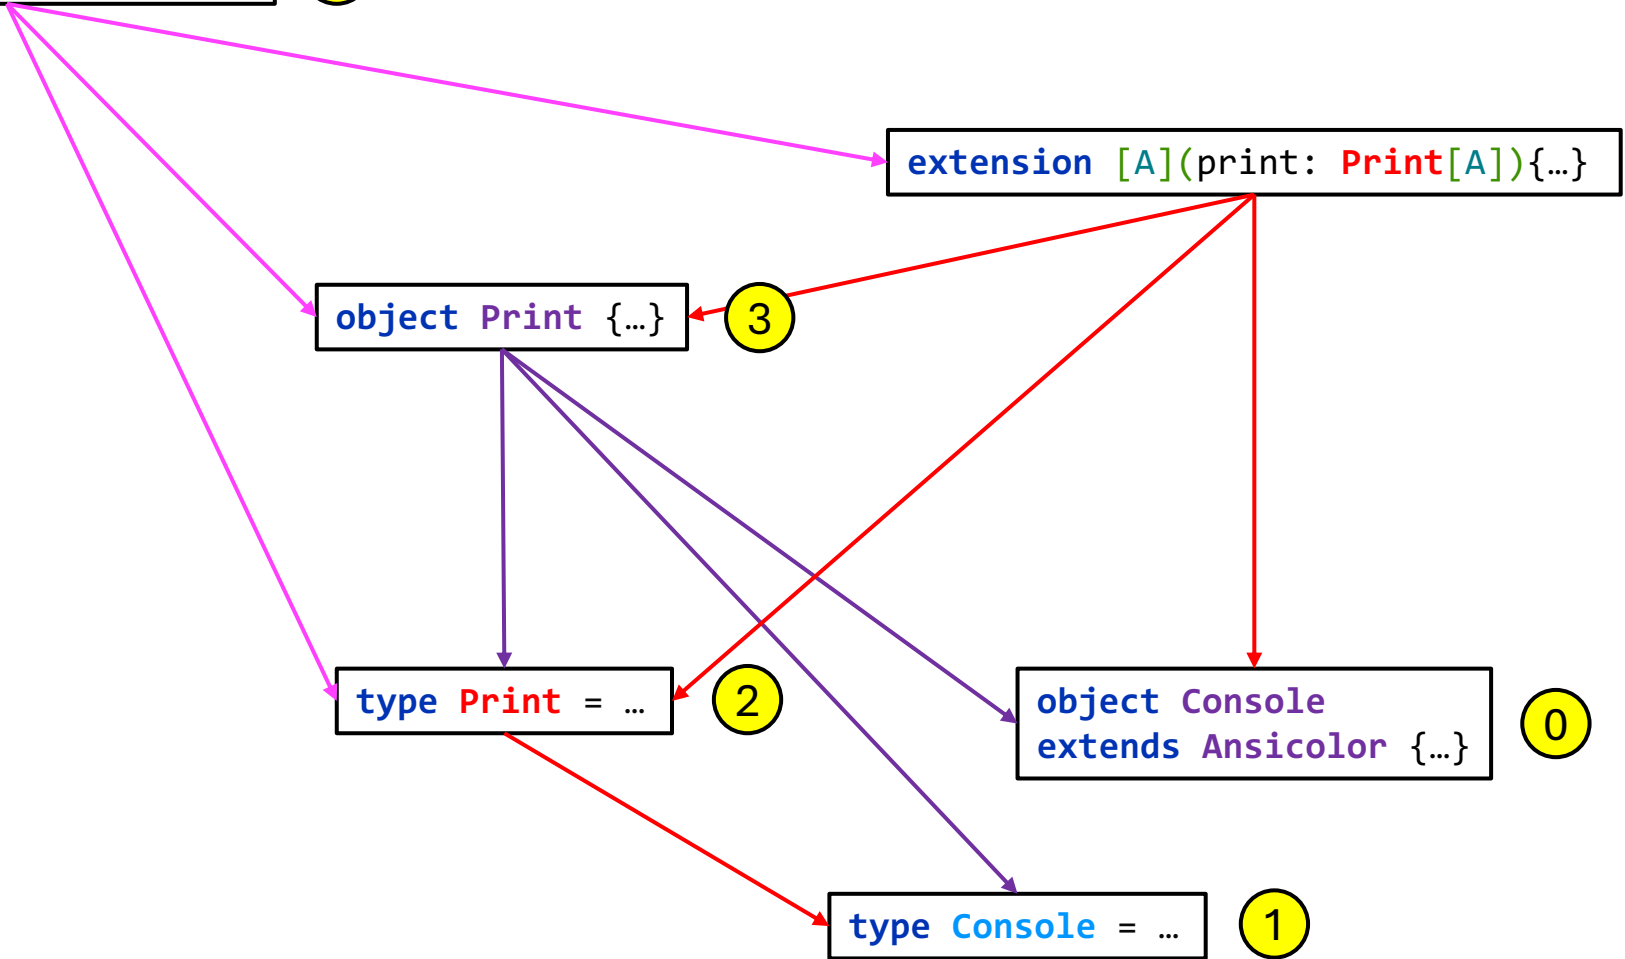 extension [A](print: Print[A]){…}
object Print {…}
3
type Print = …
2
object Console
extends Ansicolor {…}
0
type Console = …
1